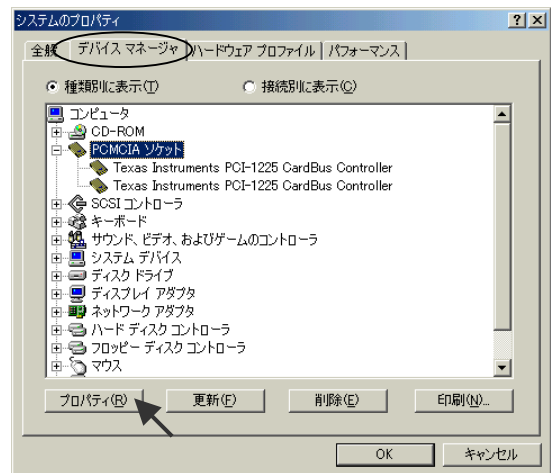 システムのプロパティ
全般 デバイス マネージャ ハードウェア プロファイル パフォーマンス
種類別に表示(T) 接続別に表示(C)
コンピュータ
CD-ROM
PCMCIA ソケット
Texas Instruments PCI-1225 CardBus Controller
Texas Instruments PCI-1225 CardBus Controller
SCSI コントローラ
キーボード
サウンド、ビデオ、およびゲームのコントローラ
システム デバイス
ディスク ドライブ
ディスプレイ アダプタ
ネットワーク アダプタ
ハード ディスク コントローラ
フロッピー ディスク コントローラ
マウス
プロパティ(R) 更新(F) 削除(E) 印刷(N)...
OK キャンセル